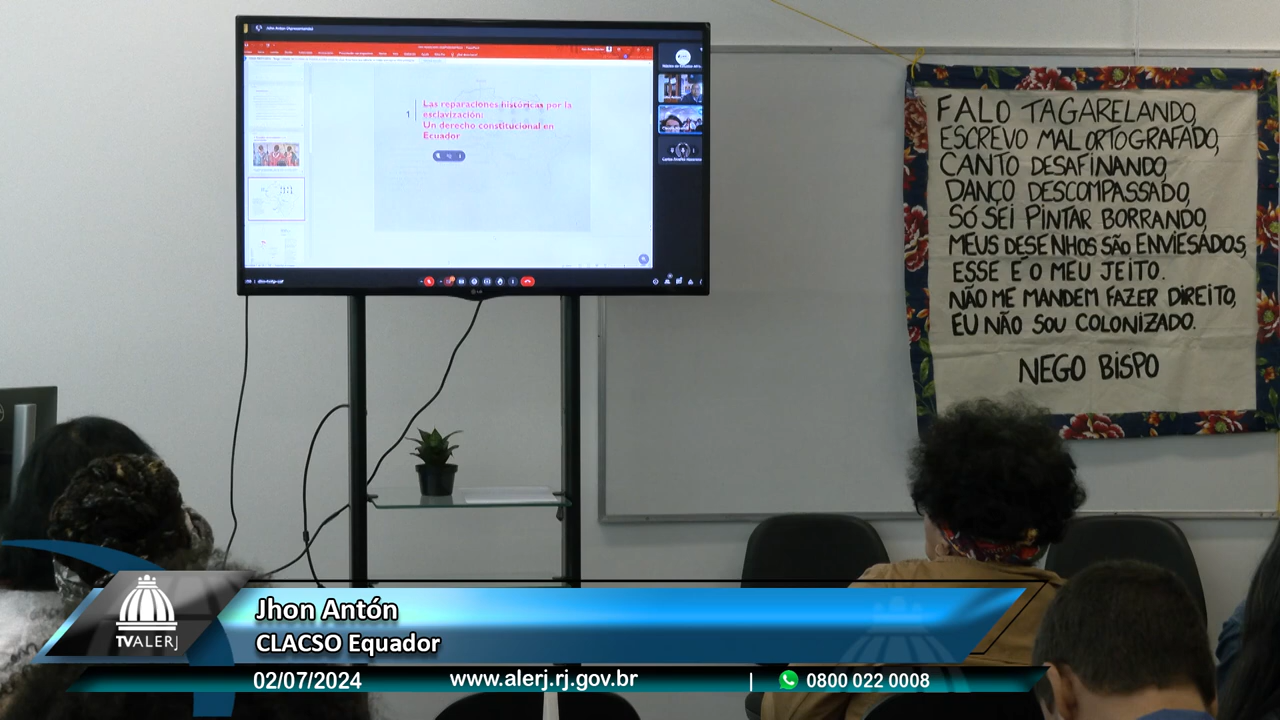 1
Las reparaciones históricas por la
esclavización:
Un derecho constitucional en
Ecuador
LG
FALO TAGARELANDO,
ESCREVO MAL ORTOGRAFADO,
CANTO DESAFINANDO,
DANÇO DESCOMPASSADO,
SÓ SEI PINTAR BORRANDO,
MEUS DESENHOS SÃO ENVIESADOS,
ESSE É O MEU JEITO.
NÃO ME MANDEM FAZER DIREITO,
EU NÃO SOU COLONIZADO.
NEGO BISPO
TVALERJ
Jhon Antón
CLACSO Equador
02/07/2024
www.alerj.rj.gov.br
| 0800 022 0008